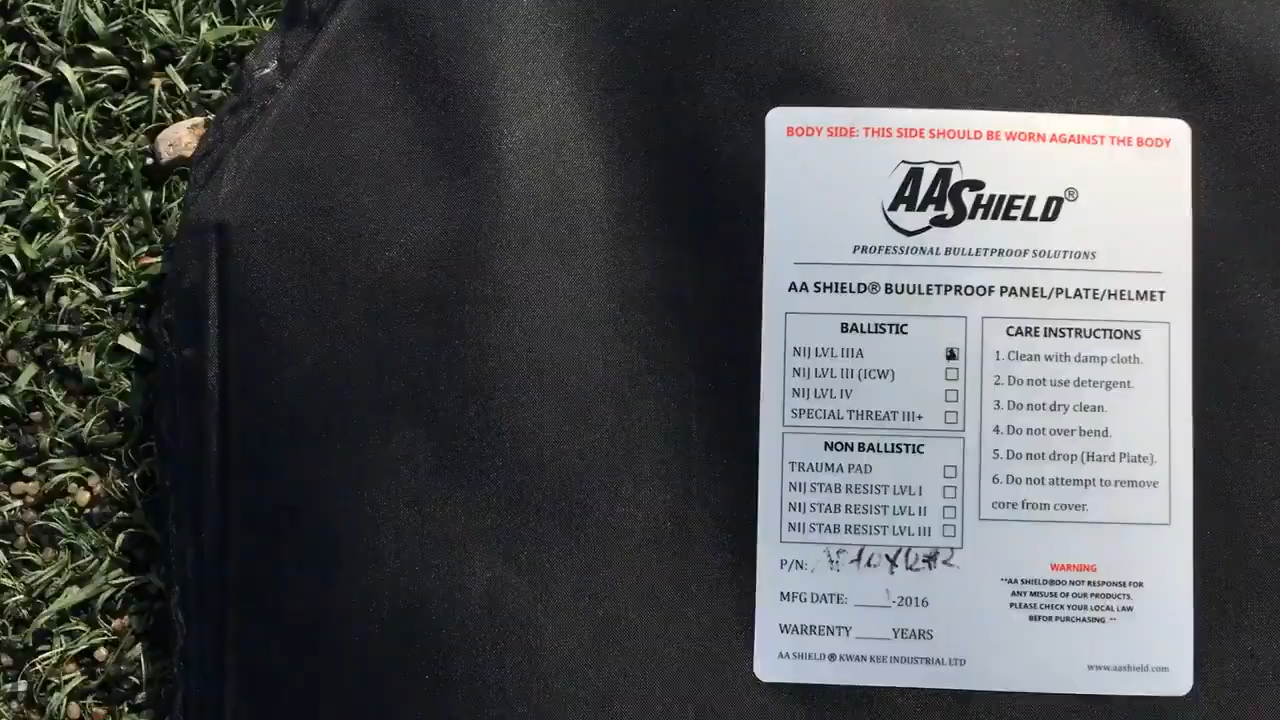 BODY SIDE: THIS SIDE SHOULD BE WORN AGAINST THE BODY
AA SHIELD®
PROFESSIONAL BULLETPROOF SOLUTIONS
AA SHIELD® BUULETPROOF PANEL/PLATE/HELMET
BALLISTIC
NIJ LVL IIIA
NIJ LVL III (ICW)
NIJ LVL IV
SPECIAL THREAT III+
NON BALLISTIC
TRAUMA PAD
NIJ STAB RESIST LVL I
NIJ STAB RESIST LVL II
NIJ STAB RESIST LVL III
CARE INSTRUCTIONS
1. Clean with damp cloth.
2. Do not use detergent.
3. Do not dry clean.
4. Do not over bend.
5. Do not drop (Hard Plate).
6. Do not attempt to remove
core from cover.
P/N:
MFG DATE: _____-2016
WARRENTY _____YEARS
AA SHIELD ® KWAN KEE INDUSTRIAL LTD
WARNING
**AA SHIELD®DO NOT RESPONSE FOR
ANY MISUSE OF OUR PRODUCTS.
PLEASE CHECK YOUR LOCAL LAW
BEFOR PURCHASING.**
www.aashield.com